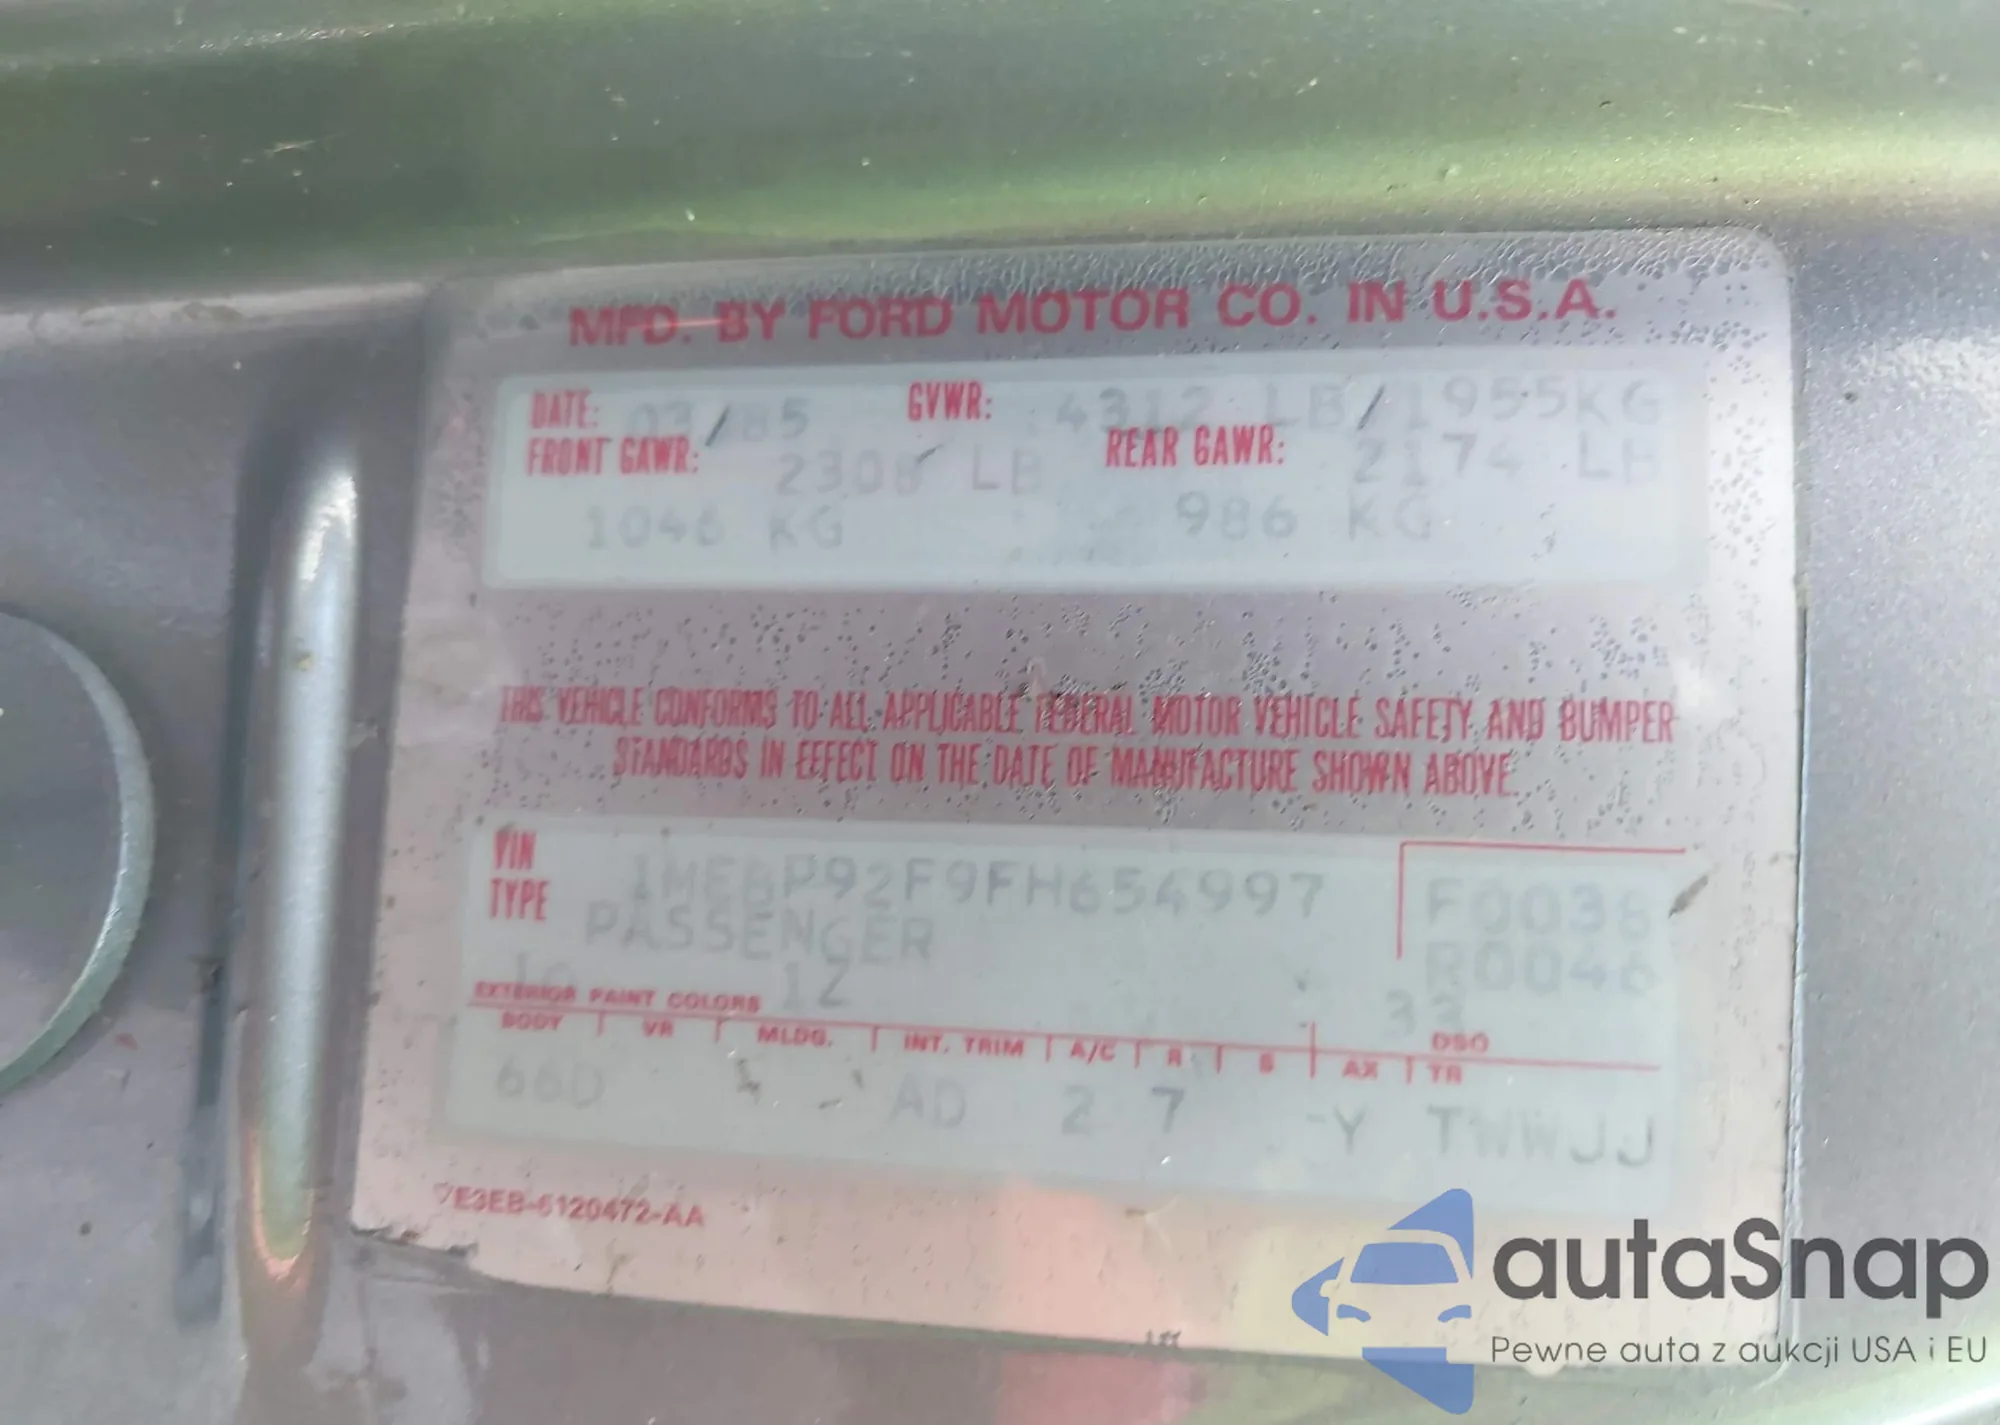 MFD. BY FORD MOTOR CO. IN U.S.A.
DATE: 03/85 GVWR: 4312 LB/1955KG
FRONT GAWR: 2308 LB REAR GAWR: 2174 LB
1046 KG 986 KG
THIS VEHICLE CONFORMS TO ALL APPLICABLE FEDERAL MOTOR VEHICLE SAFETY AND BUMPER
STANDARDS IN EFFECT ON THE DATE OF MANUFACTURE SHOWN ABOVE.
VIN 1MEBP92F9FH654997 F0038
TYPE PASSENGER R0046
1Z 33
EXTERIOR PAINT COLORS DSO
BODY VR MLDG. INT. TRIM A/C R S AX TR
66D AD 2 7 Y TWWJJ
E3EB-6120472-AA
autaSnap
Pewne auta z aukcji USA i EU